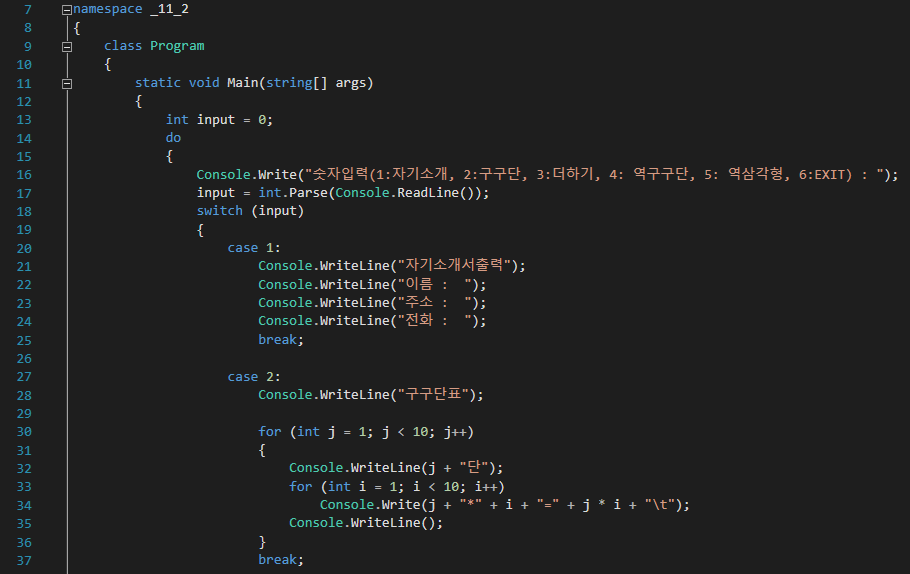 7 namespace _11_2
8 {
9     class Program
10     {
11         static void Main(string[] args)
12         {
13             int input = 0;
14             do
15             {
16                 Console.Write("숫자입력(1:자기소개, 2:구구단, 3:더하기, 4: 역구구단, 5: 역삼각형, 6:EXIT) : ");
17                 input = int.Parse(Console.ReadLine());
18                 switch (input)
19                 {
20                     case 1:
21                         Console.WriteLine("자기소개서출력");
22                         Console.WriteLine("이름 :  ");
23                         Console.WriteLine("주소 :  ");
24                         Console.WriteLine("전화 :  ");
25                         break;
26
27                     case 2:
28                         Console.WriteLine("구구단표");
29
30                         for (int j = 1; j < 10; j++)
31                         {
32                             Console.WriteLine(j + "단");
33                             for (int i = 1; i < 10; i++)
34                                 Console.Write(j + "*" + i + "=" + j * i + "\t");
35                             Console.WriteLine();
36                         }
37                         break;